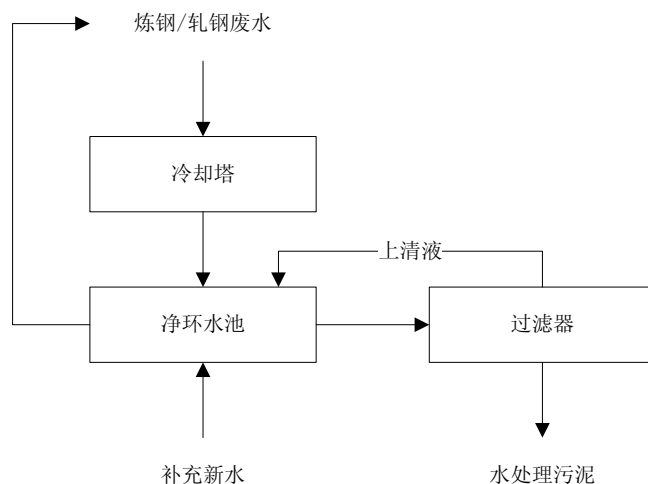 炼钢/轧钢废水
冷却塔
上清液
净环水池
过滤器
补充新水
水处理污泥